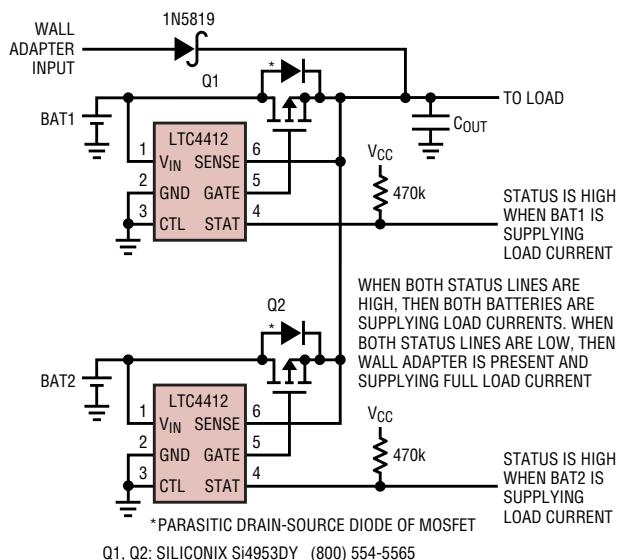 1N5819
WALL
ADAPTER
INPUT
*
Q1
TO LOAD
BAT1
COUT
LTC4412
1
VIN SENSE
6
2
GND GATE
5
3
CTL STAT
4
VCC
470k
STATUS IS HIGH
WHEN BAT1 IS
SUPPLYING
LOAD CURRENT
WHEN BOTH STATUS LINES ARE
HIGH, THEN BOTH BATTERIES ARE
SUPPLYING LOAD CURRENTS. WHEN
BOTH STATUS LINES ARE LOW, THEN
WALL ADAPTER IS PRESENT AND
SUPPLYING FULL LOAD CURRENT
Q2
*
BAT2
LTC4412
1
VIN SENSE
6
2
GND GATE
5
3
CTL STAT
4
VCC
470k
STATUS IS HIGH
WHEN BAT2 IS
SUPPLYING
LOAD CURRENT
*PARASITIC DRAIN-SOURCE DIODE OF MOSFET
Q1, Q2: SILICONIX Si4953DY (800) 554-5565